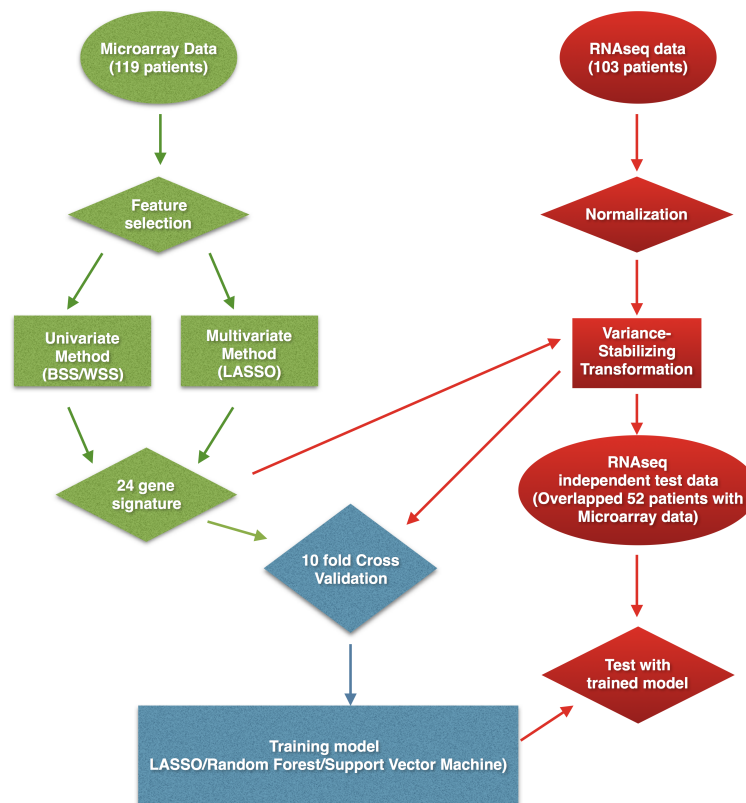 Microarray Data
(119 patients)
RNAseq data
(103 patients)
Feature
selection
Normalization
Univariate
Method
(BSS/WSS)
Multivariate
Method
(LASSO)
Variance-
Stabilizing
Transformation
24 gene
signature
RNAseq
independent test data
(Overlapped 52 patients with
Microarray data)
10 fold Cross
Validation
Test with
trained model
Training model
LASSO/Random Forest/Support Vector Machine)